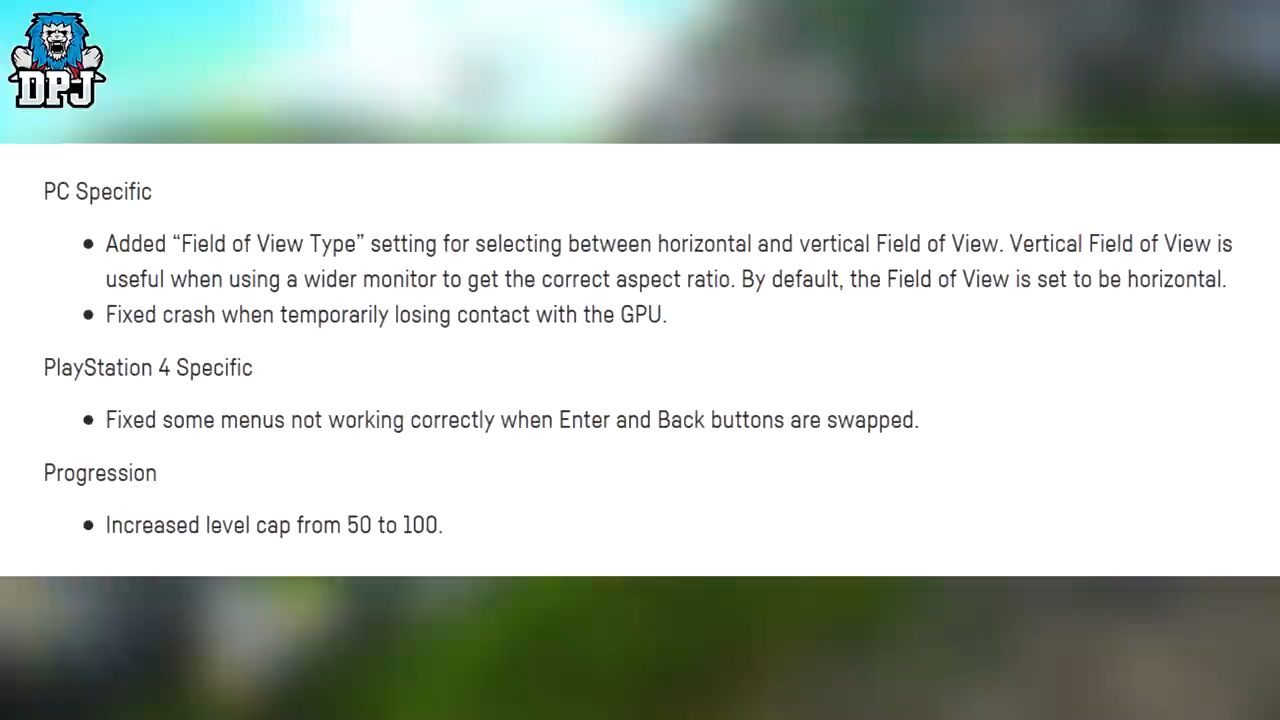 DPJ
PC Specific
● Added “Field of View Type” setting for selecting between horizontal and vertical Field of View. Vertical Field of View is
useful when using a wider monitor to get the correct aspect ratio. By default, the Field of View is set to be horizontal.
● Fixed crash when temporarily losing contact with the GPU.
PlayStation 4 Specific
● Fixed some menus not working correctly when Enter and Back buttons are swapped.
Progression
● Increased level cap from 50 to 100.